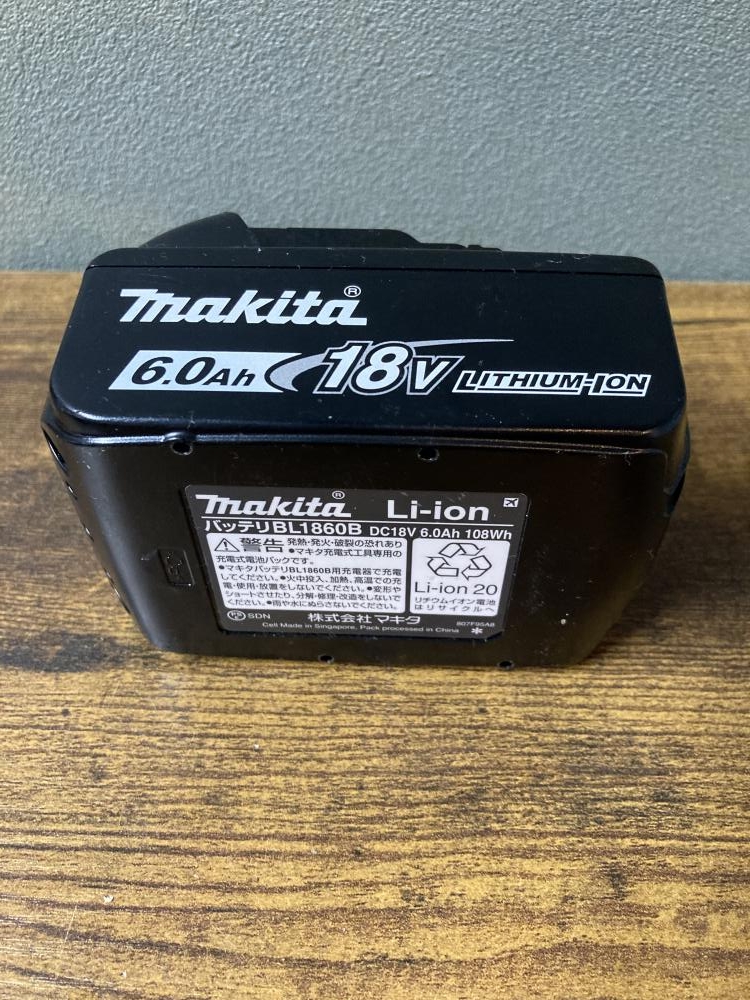 makita®
6.0Ah 18V LITHIUM-ION
makita® Li-ion
バッテリBL1860B DC18V 6.0Ah 108Wh
警告 発熱・発火・破裂の恐れあり
●マキタ充電式工具専用の
充電式電池パックです。
●マキタバッテリBL1860B用充電器で充電
してください。●火中投入、加熱、高温での充
電・使用・放置をしないでください。●変形や
ショートさせたり、分解・修理・改造をしないで
ください。●雨や水にぬらさないでください。
Li-ion 20
リチウムイオン電池
はリサイクルへ
SDN 株式会社マキタ
Cell Made in Singapore. Pack processed in China